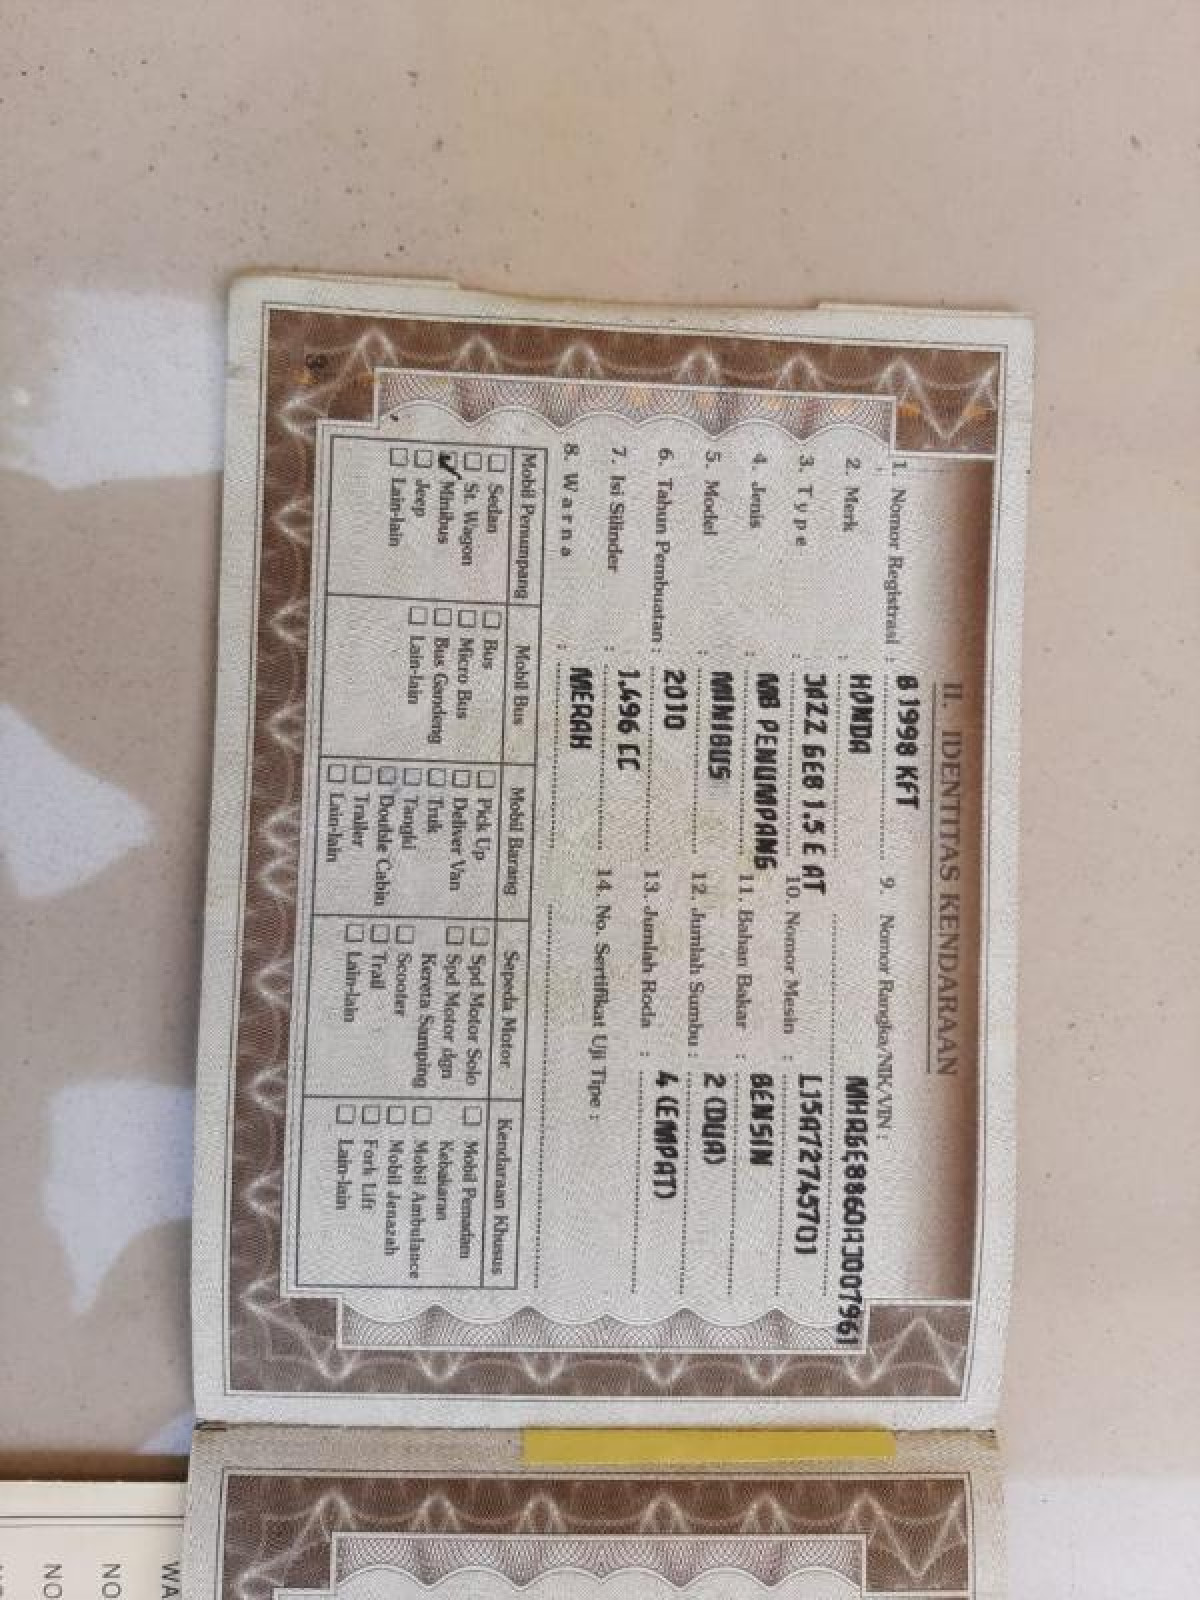 II. IDENTITAS KENDARAAN
1. Nomor Registrasi : B 1998 KFT
2. Merk : HONDA
3. Type : JAZZ GE8 1.5 E AT
4. Jenis : MB PENUMPANG
5. Model : MINIBUS
6. Tahun Pembuatan : 2010
7. Isi Silinder : 1.496 CC
8. Warna : MERAH
9. Nomor Rangka/NIK/VIN :
MHRGE8860AJ007961
10. Nomor Mesin : L15A72745701
11. Bahan Bakar : BENSIN
12. Jumlah Sumbu : 2 (DUA)
13. Jumlah Roda : 4 (EMPAT)
14. No. Sertifikat Uji Tipe :
Mobil Penumpang
Sedan
St. Wagon
Minibus
Jeep
Lain-lain
Mobil Bus
Bus
Micro Bus
Bus Gandeng
Lain-lain
Mobil Barang
Pick Up
Deliver Van
Truk
Tangki
Double Cabin
Trailer
Lain-lain
Sepeda Motor
Spd Motor Solo
Spd Motor dgn
Kereta Samping
Scooter
Trail
Lain-lain
Kendaraan Khusus
Mobil Pemadam
Kebakaran
Mobil Ambulance
Mobil Jenazah
Fork Lift
Lain-lain
3
WA
NO
NO